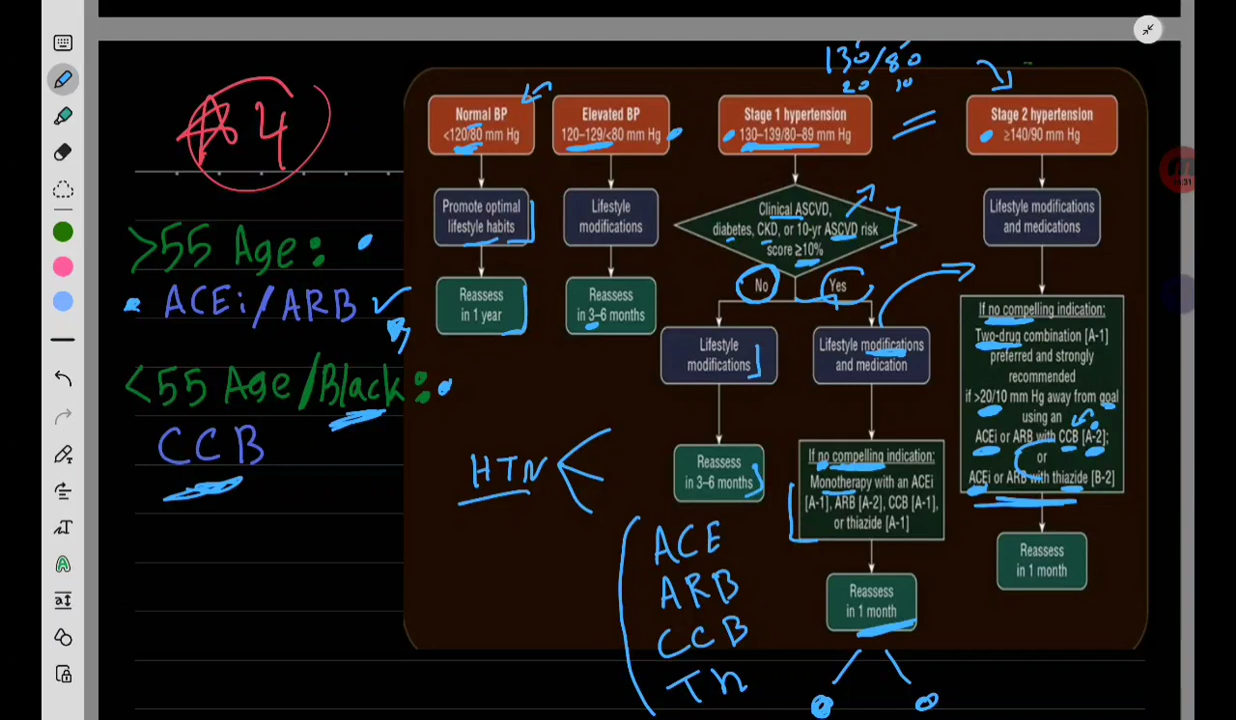 130/80
20 10
4
>55 Age:
ACEi/ARB
<55 Age/Black:
CCB
HTN
ACE
ARB
CCB
Th
Normal BP
<120/80 mm Hg
Promote optimal
lifestyle habits
Reassess
in 1 year
Elevated BP
120–129/<80 mm Hg
Lifestyle
modifications
Reassess
in 3–6 months
Stage 1 hypertension
130–139/80–89 mm Hg
Clinical ASCVD,
diabetes, CKD, or 10-yr ASCVD risk
score ≥10%
No
Yes
Lifestyle
modifications
Reassess
in 3–6 months
Lifestyle modifications
and medication
If no compelling indication:
Monotherapy with an ACEi
[A-1], ARB [A-2], CCB [A-1],
or thiazide [A-1]
Reassess
in 1 month
Stage 2 hypertension
≥140/90 mm Hg
Lifestyle modifications
and medications
If no compelling indication:
Two-drug combination [A-1]
preferred and strongly
recommended
if >20/10 mm Hg away from goal
using an
ACEi or ARB with CCB [A-2];
or
ACEi or ARB with thiazide [B-2]
Reassess
in 1 month